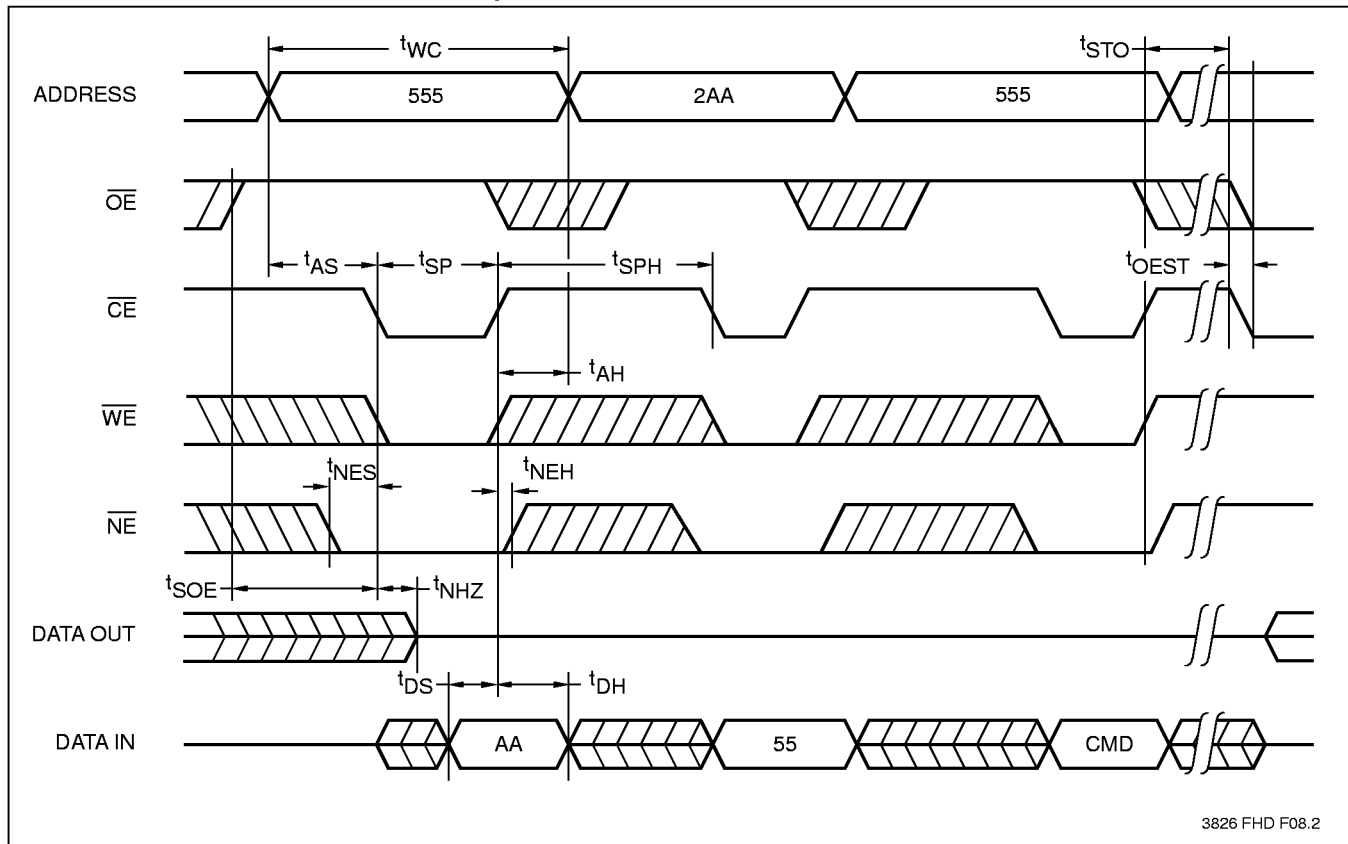 tWC
tSTO
ADDRESS
555
2AA
555
OE
tAS
tSP
tSPH
tOEST
CE
tAH
WE
tNES
tNEH
NE
tSOE
tNHZ
DATA OUT
tDS
tDH
DATA IN
AA
55
CMD
3826 FHD F08.2